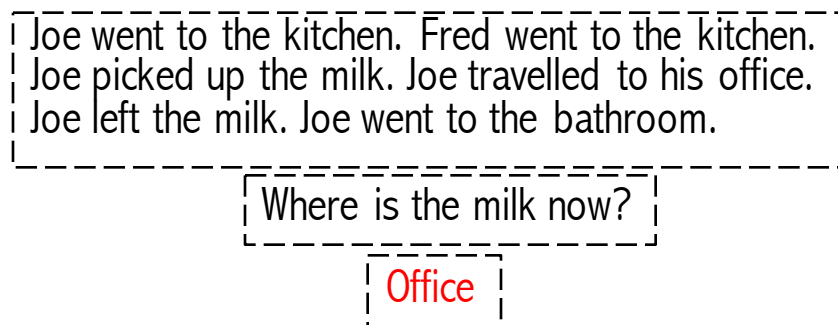 Joe went to the kitchen. Fred went to the kitchen.
Joe picked up the milk. Joe travelled to his office.
Joe left the milk. Joe went to the bathroom.
Where is the milk now?
Office